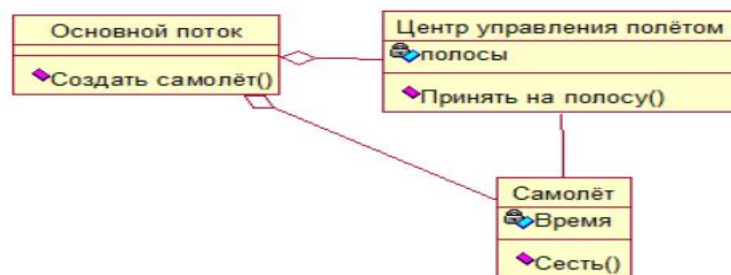 Основной поток
Создать самолёт()
Центр управления полётом
полосы
Принять на полосу()
Самолёт
Время
Сесть()